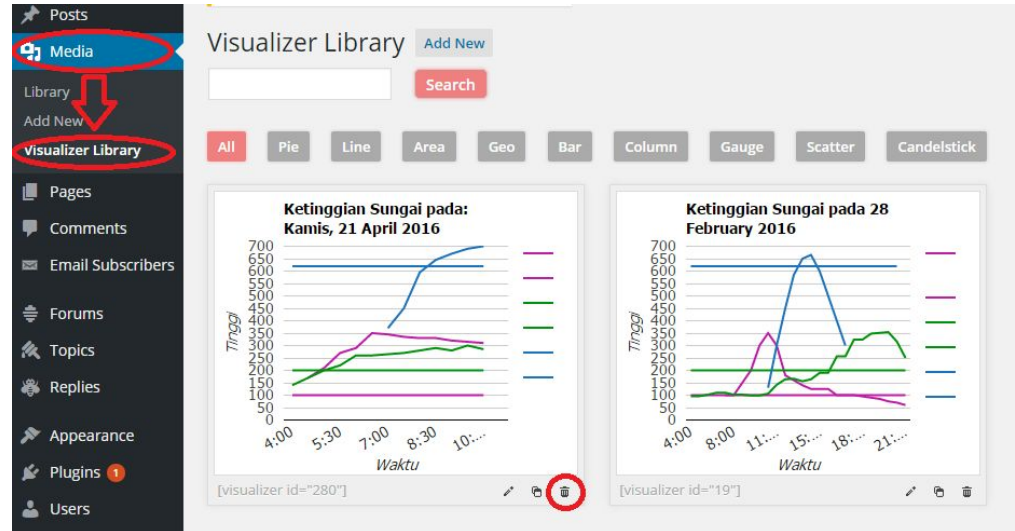 Posts
Media
Library
Add New
Visualizer Library
Pages
Comments
Email Subscribers
Forums
Topics
Replies
Appearance
Plugins 1
Users
Visualizer Library Add New
Search
All Pie Line Area Geo Bar Column Gauge Scatter Candelstick
Ketinggian Sungai pada:
Kamis, 21 April 2016
700
650
600
550
500
450
400
350
300
250
200
150
100
50
0
Tinggi
4:00 5:30 7:00 8:30 10:...
Waktu
[visualizer id="280"]
Ketinggian Sungai pada 28
February 2016
700
650
600
550
500
450
400
350
300
250
200
150
100
50
0
Tinggi
4:00 8:00 11:... 15:... 18:... 21:...
Waktu
[visualizer id="19"]